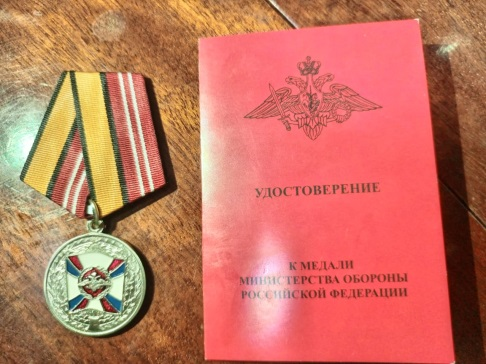 УДОСТОВЕРЕНИЕ
К МЕДАЛИ
МИНИСТЕРСТВА ОБОРОНЫ
РОССИЙСКОЙ ФЕДЕРАЦИИ